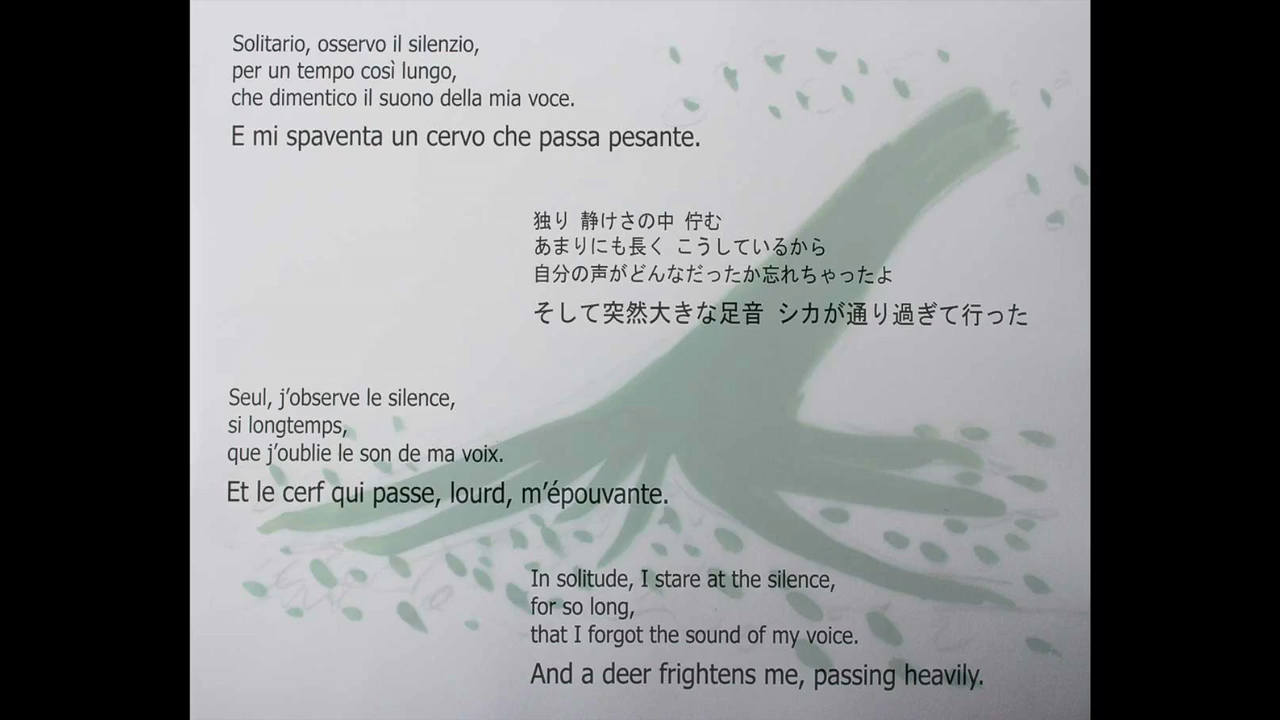 Solitario, osservo il silenzio,
per un tempo così lungo,
che dimentico il suono della mia voce.
E mi spaventa un cervo che passa pesante.
独り 静けさの中 佇む
あまりにも長く こうしているから
自分の声がどんなだったか忘れちゃったよ
そして突然大きな足音 シカが通り過ぎて行った
Seul, j’observe le silence,
si longtemps,
que j’oublie le son de ma voix.
Et le cerf qui passe, lourd, m’épouvante.
In solitude, I stare at the silence,
for so long,
that I forgot the sound of my voice.
And a deer frightens me, passing heavily.